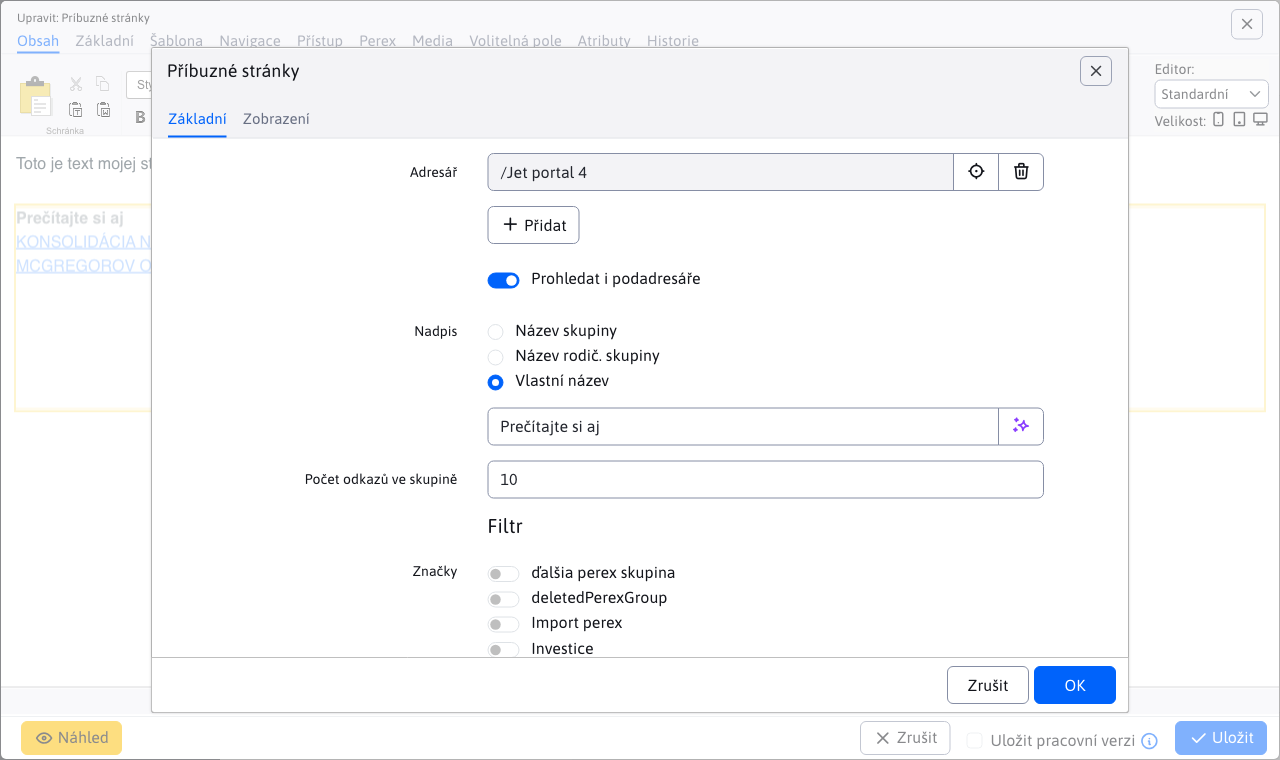 Upravit: Príbuzné stránky
Obsah Základní Šablona Navigace Přístup Perex Media Volitelná pole Atributy Historie
Příbuzné stránky
Editor:
Standardní
Velikost:
Sty
B
Schránka
Základní Zobrazení
Toto je text mojej st
Adresář /Jet portal 4
Přidat
Prečítajte si aj
KONSOLIDÁCIA N
MCGREGOROV O
Prohledat i podadresáře
Nadpis Název skupiny
Název rodič. skupiny
Vlastní název
Prečítajte si aj
Počet odkazů ve skupině 10
Filtr
Značky ďalšia perex skupina
deletedPerexGroup
Import perex
Investice
Zrušit OK
Náhled Zrušit Uložit pracovní verzi Uložit